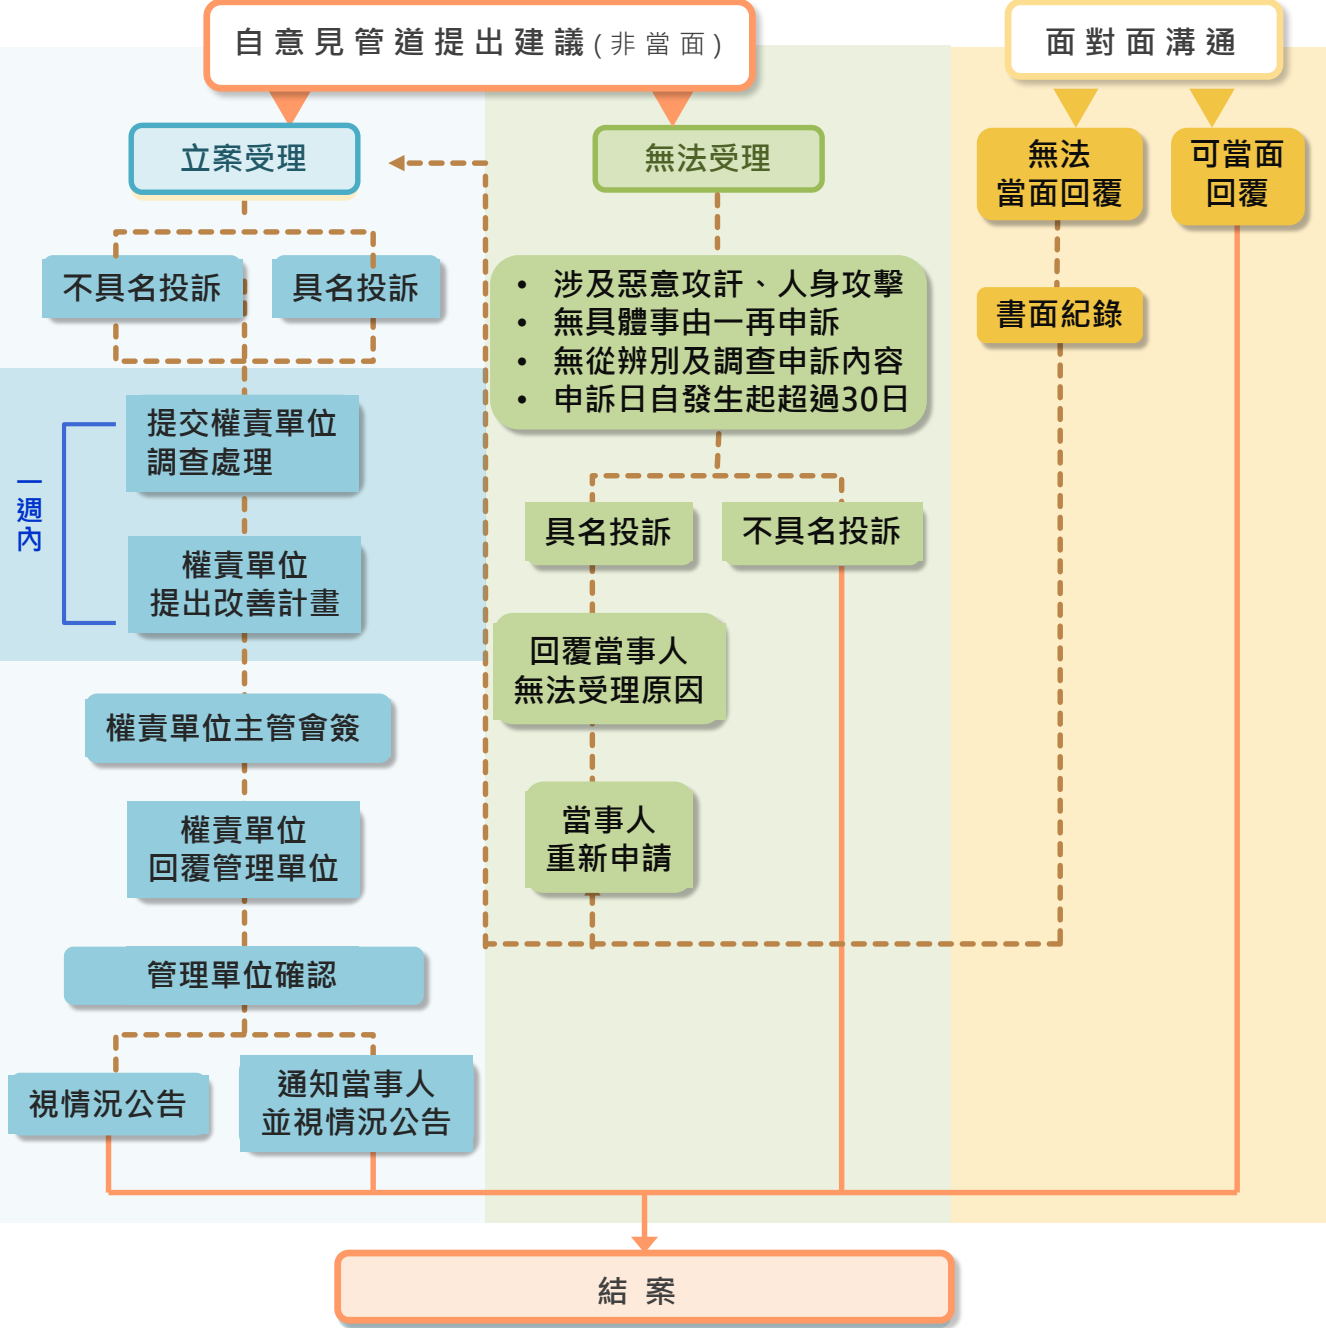 自意見管道提出建議(非當面)
面對面溝通
立案受理
不具名投訴
具名投訴
一週內
提交權責單位
調查處理
權責單位
提出改善計畫
權責單位主管會簽
權責單位
回覆管理單位
管理單位確認
視情況公告
通知當事人
並視情況公告
無法受理
• 涉及惡意攻訐、人身攻擊
• 無具體事由一再申訴
• 無從辨別及調查申訴內容
• 申訴日自發生起超過30日
具名投訴
不具名投訴
回覆當事人
無法受理原因
當事人
重新申請
無法
當面回覆
可當面
回覆
書面紀錄
結案